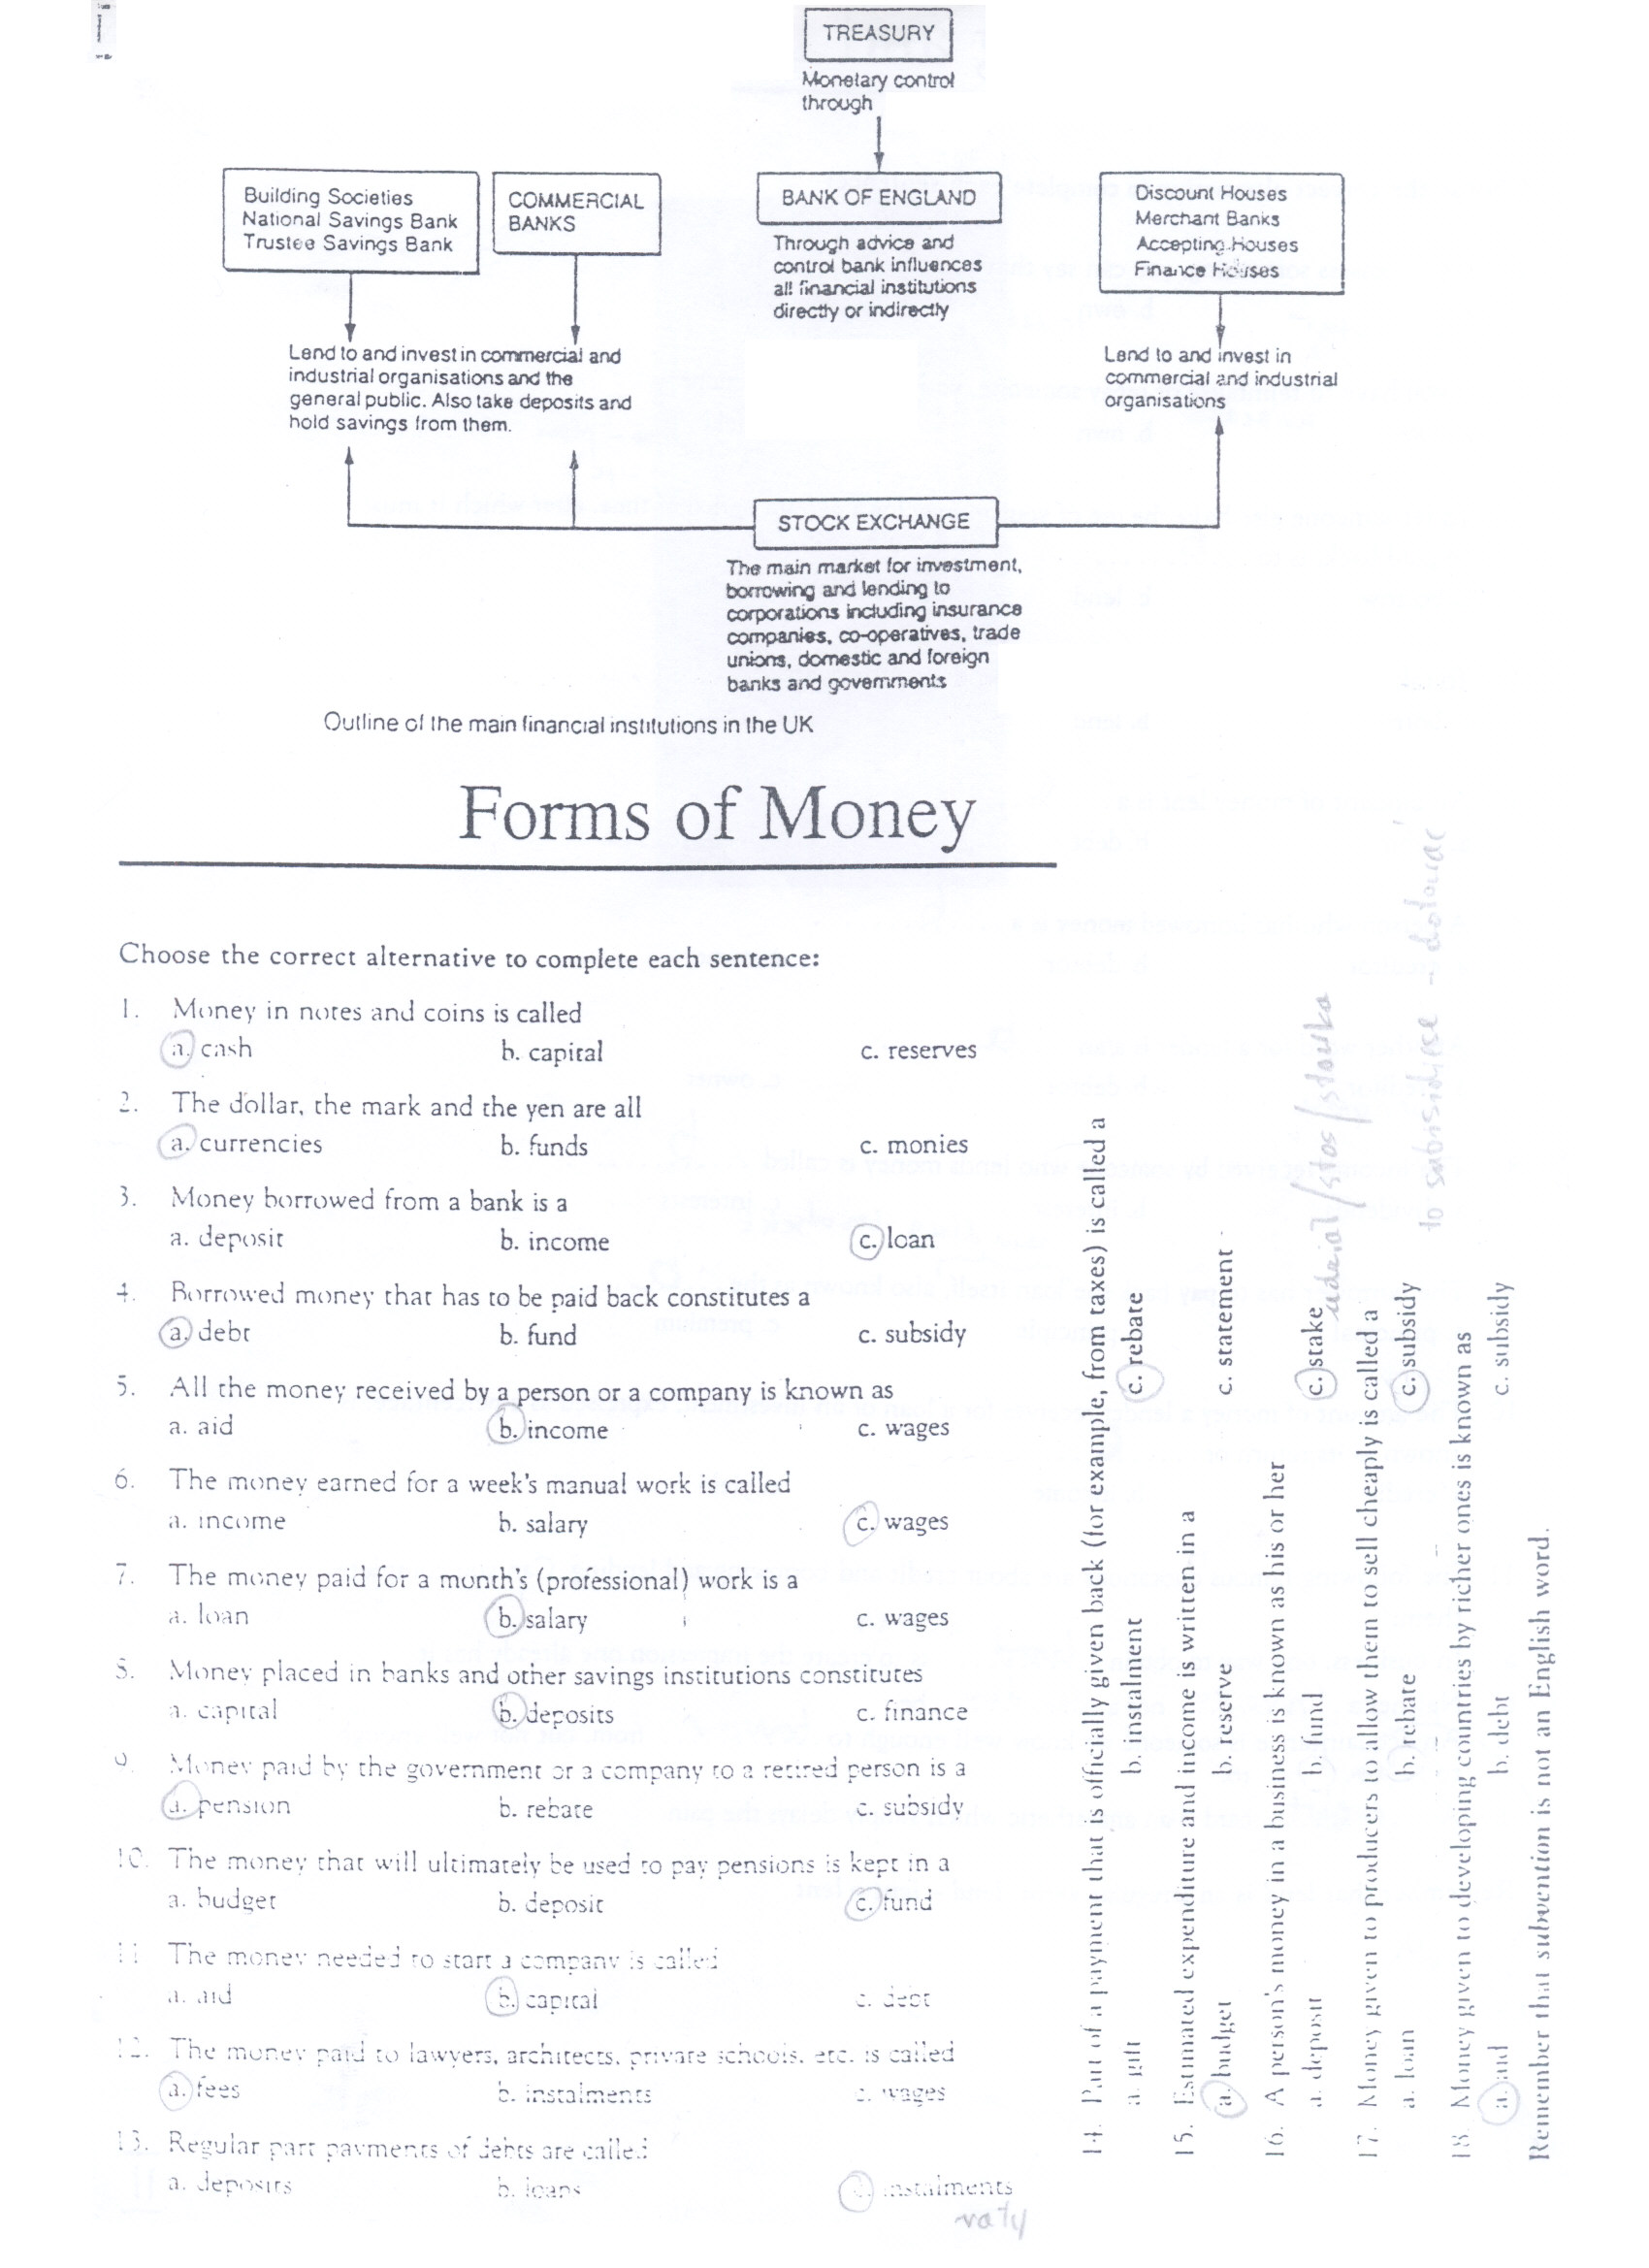 TREASURY
Monetary control
through
Building Societies
National Savings Bank
Trustee Savings Bank
COMMERCIAL
BANKS
BANK OF ENGLAND
Through advice and
control bank influences
all financial institutions
directly or indirectly
Discount Houses
Merchant Banks
Accepting Houses
Finance Houses
Lend to and invest in commercial and
industrial organisations and the
general public. Also take deposits and
hold savings from them.
Lend to and invest in
commercial and industrial
organisations
STOCK EXCHANGE
The main market for investment,
borrowing and lending to
corporations including insurance
companies, co-operatives, trade
unions, domestic and foreign
banks and governments
Outline of the main financial institutions in the UK
Forms of Money
Choose the correct alternative to complete each sentence:
1. Money in notes and coins is called
a. cash b. capital c. reserves
2. The dollar, the mark and the yen are all
a. currencies b. funds c. monies
3. Money borrowed from a bank is a
a. deposit b. income c. loan
4. Borrowed money that has to be paid back constitutes a
a. debt b. fund c. subsidy
5. All the money received by a person or a company is known as
a. aid b. income c. wages
6. The money earned for a week's manual work is called
a. income b. salary c. wages
7. The money paid for a month's (professional) work is a
a. loan b. salary c. wages
8. Money placed in banks and other savings institutions constitutes
a. capital b. deposits c. finance
9. Money paid by the government or a company to a retired person is a
a. pension b. rebate c. subsidy
10. The money that will ultimately be used to pay pensions is kept in a
a. budget b. deposit c. fund
11. The money needed to start a company is called
a. aid b. capital c. debt
12. The money paid to lawyers, architects, private schools, etc. is called
a. fees b. instalments c. wages
13. Regular part payments of debts are called
a. deposits b. loans c. instalments
raty
14. Part of a payment that is officially given back (for example, from taxes) is called a
a. gift b. instalment c. rebate
15. Estimated expenditure and income is written in a
a. budget b. reserve c. statement
16. A person's money in a business is known as his or her
a. deposit b. fund c. stake
udział/stos/stawka
17. Money given to producers to allow them to sell cheaply is called a
a. loan b. rebate c. subsidy
to subsidise - dotować
18. Money given to developing countries by richer ones is known as
a. aid b. debt c. subsidy
Remember that subvention is not an English word.